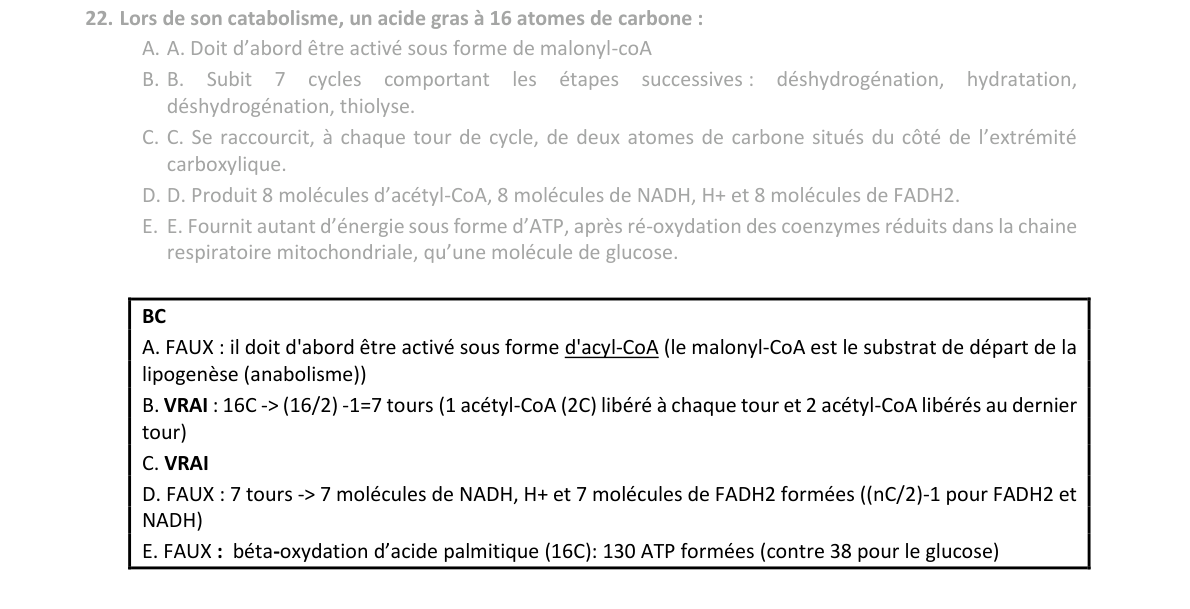 22. Lors de son catabolisme, un acide gras à 16 atomes de carbone :
A. A. Doit d’abord être activé sous forme de malonyl-coA
B. B. Subit 7 cycles comportant les étapes successives : déshydrogénation, hydratation,
déshydrogénation, thiolyse.
C. C. Se raccourcit, à chaque tour de cycle, de deux atomes de carbone situés du côté de l’extrémité
carboxylique.
D. D. Produit 8 molécules d’acétyl-CoA, 8 molécules de NADH, H+ et 8 molécules de FADH2.
E. E. Fournit autant d’énergie sous forme d’ATP, après ré-oxydation des coenzymes réduits dans la chaine
respiratoire mitochondriale, qu’une molécule de glucose.
BC
A. FAUX : il doit d'abord être activé sous forme d'acyl-CoA (le malonyl-CoA est le substrat de départ de la
lipogenèse (anabolisme))
B. VRAI : 16C -> (16/2) -1=7 tours (1 acétyl-CoA (2C) libéré à chaque tour et 2 acétyl-CoA libérés au dernier
tour)
C. VRAI
D. FAUX : 7 tours -> 7 molécules de NADH, H+ et 7 molécules de FADH2 formées ((nC/2)-1 pour FADH2 et
NADH)
E. FAUX : béta-oxydation d’acide palmitique (16C): 130 ATP formées (contre 38 pour le glucose)